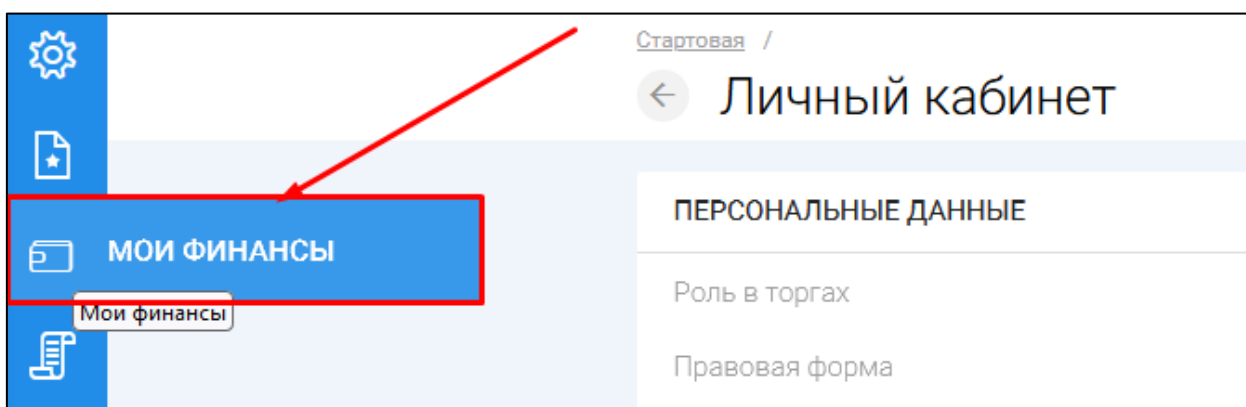 Стартовая /
Личный кабинет
МОИ ФИНАНСЫ
Мои финансы
ПЕРСОНАЛЬНЫЕ ДАННЫЕ
Роль в торгах
Правовая форма